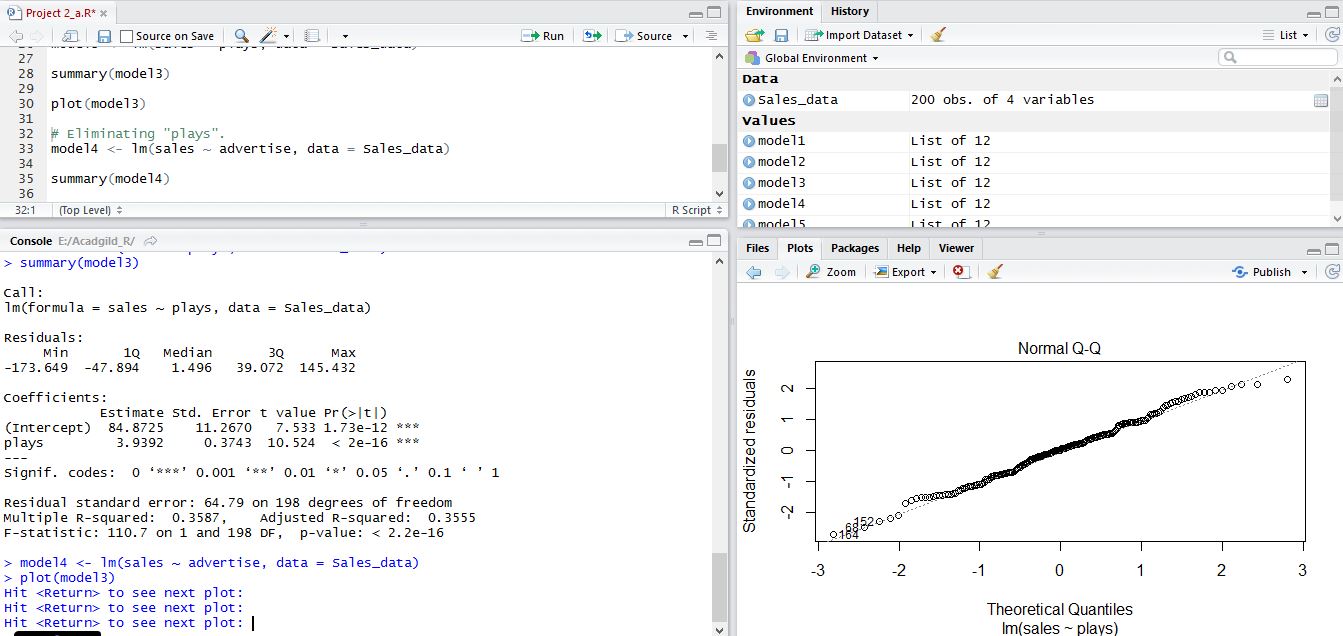 Project 2_a.R*
Source on Save
Run
Source
27
28 summary(model3)
29
30 plot(model3)
31
32 # Eliminating "plays".
33 model4 <- lm(sales ~ advertise, data = Sales_data)
34
35 summary(model4)
36
32:1 (Top Level) R Script
Console E:/Acadgild_R/
> summary(model3)
Call:
lm(formula = sales ~ plays, data = Sales_data)
Residuals:
Min 1Q Median 3Q Max
-173.649 -47.894 1.496 39.072 145.432
Coefficients:
Estimate Std. Error t value Pr(>|t|)
(Intercept) 84.8725 11.2670 7.533 1.73e-12 ***
plays 3.9392 0.3743 10.524 < 2e-16 ***
---
Signif. codes: 0 ‘***’ 0.001 ‘**’ 0.01 ‘*’ 0.05 ‘.’ 0.1 ‘ ’ 1
Residual standard error: 64.79 on 198 degrees of freedom
Multiple R-squared: 0.3587, Adjusted R-squared: 0.3555
F-statistic: 110.7 on 1 and 198 DF, p-value: < 2.2e-16
> model4 <- lm(sales ~ advertise, data = Sales_data)
> plot(model3)
Hit <Return> to see next plot:
Hit <Return> to see next plot:
Hit <Return> to see next plot:
Environment History
Import Dataset List
Global Environment
Data
Sales_data 200 obs. of 4 variables
Values
model1 List of 12
model2 List of 12
model3 List of 12
model4 List of 12
model5 List of 12
Files Plots Packages Help Viewer
Zoom Export Publish
Normal Q-Q
Standardized residuals
2
1
0
-1
-2
152
68
164
-3 -2 -1 0 1 2 3
Theoretical Quantiles
lm(sales ~ plays)